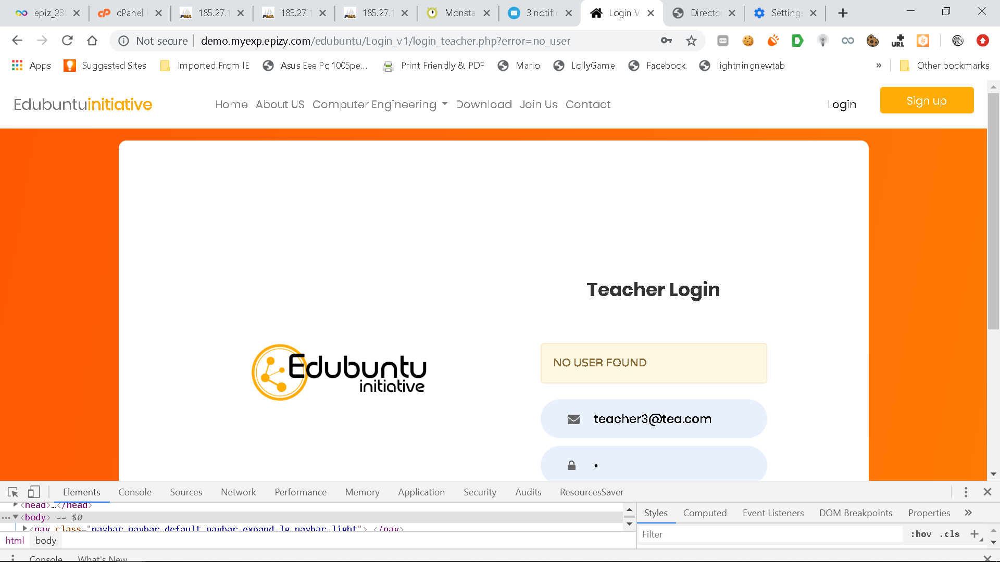 epiz_238 cPanel 185.27.1 185.27.1 185.27.1 Monsta 3 notific Login V Director Settings
Not secure demo.myexp.epizy.com/edubuntu/Login_v1/login_teacher.php?error=no_user
Apps Suggested Sites Imported From IE Asus Eee Pc 1005pe... Print Friendly & PDF Mario LollyGame Facebook lightningnewtab » Other bookmarks
Edubuntuinitiative Home About US Computer Engineering Download Join Us Contact Login Sign up
Teacher Login
Edubuntu
initiative
NO USER FOUND
teacher3@tea.com
Elements Console Sources Network Performance Memory Application Security Audits ResourcesSaver
<head>…</head>
<body> == $0
<nav class="navbar navbar-default navbar-expand-lg navbar-light"> </nav>
html body
Styles Computed Event Listeners DOM Breakpoints Properties »
Filter :hov .cls +
Console What's New